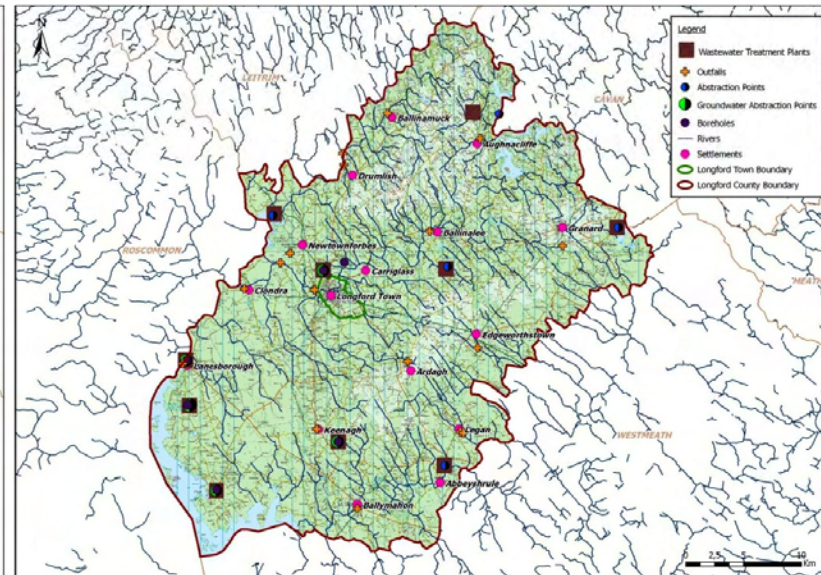 N
LEITRIM
CAVAN
ROSCOMMON
MEATH
WESTMEATH
Ballinamuck
Aughnacliffe
Drumlish
Ballinalee
Granard
Newtownforbes
Carriglass
Clondra
Longford Town
Edgeworthstown
Lanesborough
Ardagh
Keenagh
Legan
Abbeyshrule
Ballymahon
Legend
Wastewater Treatment Plants
Outfalls
Abstraction Points
Groundwater Abstraction Points
Boreholes
Rivers
Settlements
Longford Town Boundary
Longford County Boundary
0 2.5 5 10
Km